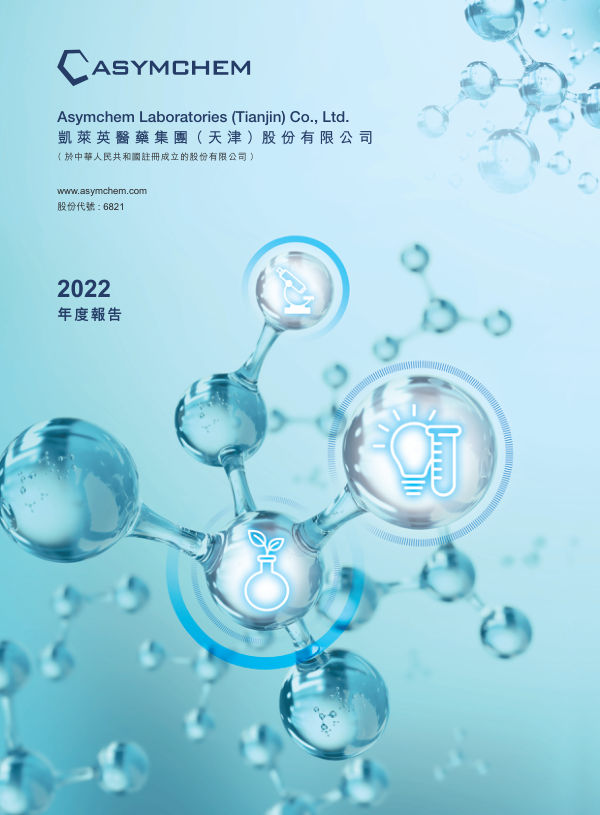 ASYMCHEM
Asymchem Laboratories (Tianjin) Co., Ltd.
凱萊英醫藥集團（天津）股份有限公司
（於中華人民共和國註冊成立的股份有限公司）
www.asymchem.com
股份代號 : 6821
2022
年度報告